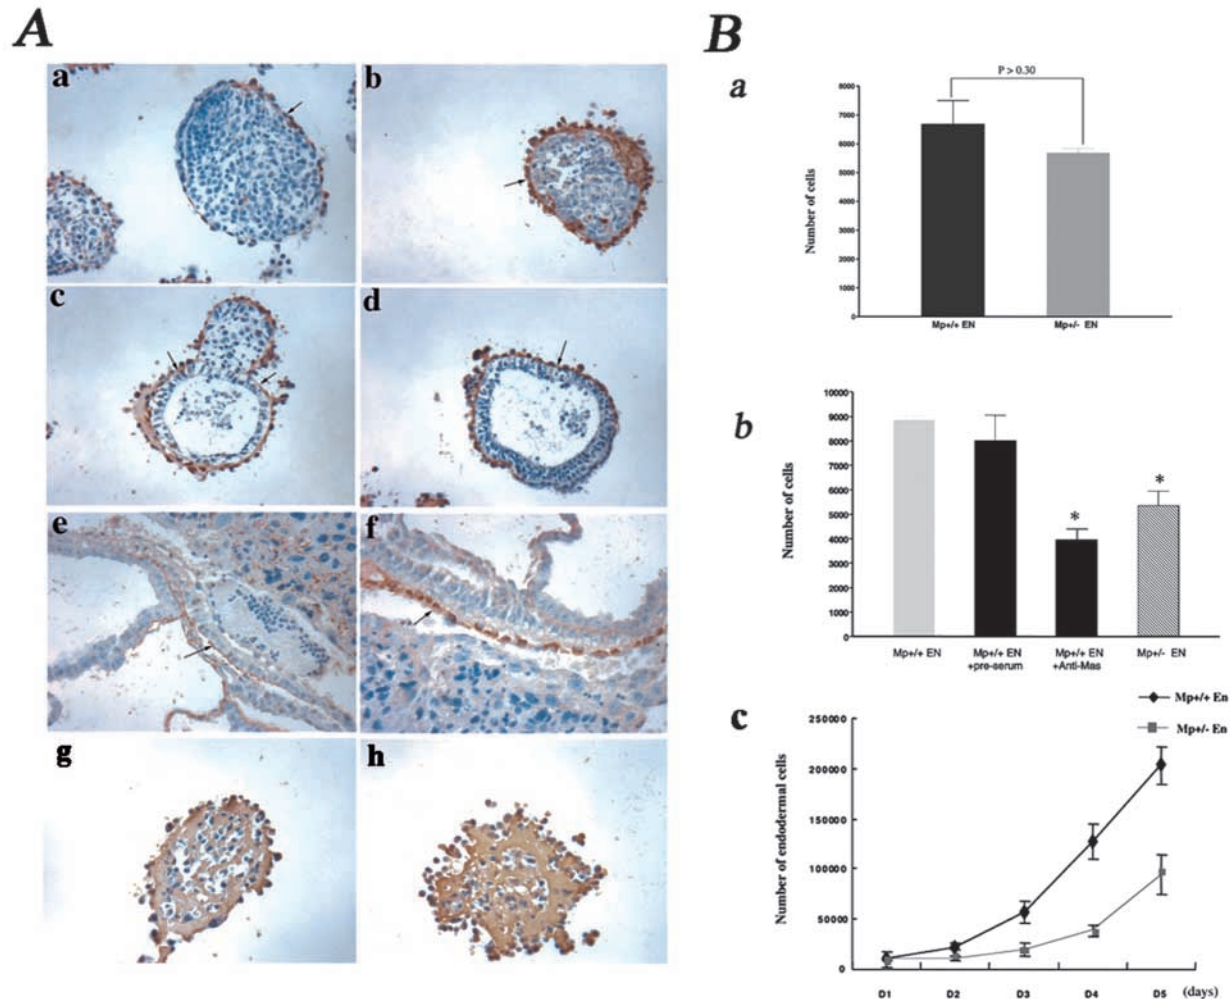 A
a
b
c
d
e
f
g
h
B
a
P > 0.30
Number of cells
8000
7000
6000
5000
4000
3000
2000
1000
0
Mp+/+ EN
Mp+/- EN
b
Number of cells
10000
9000
8000
7000
6000
5000
4000
3000
2000
1000
0
*
*
Mp+/+ EN
Mp+/+ EN
+pre-serum
Mp+/+ EN
+Anti-Mas
Mp+/- EN
c
Mp+/+ En
Mp+/- En
Number of endodermal cells
250000
200000
150000
100000
50000
0
D1
D2
D3
D4
D5
(days)